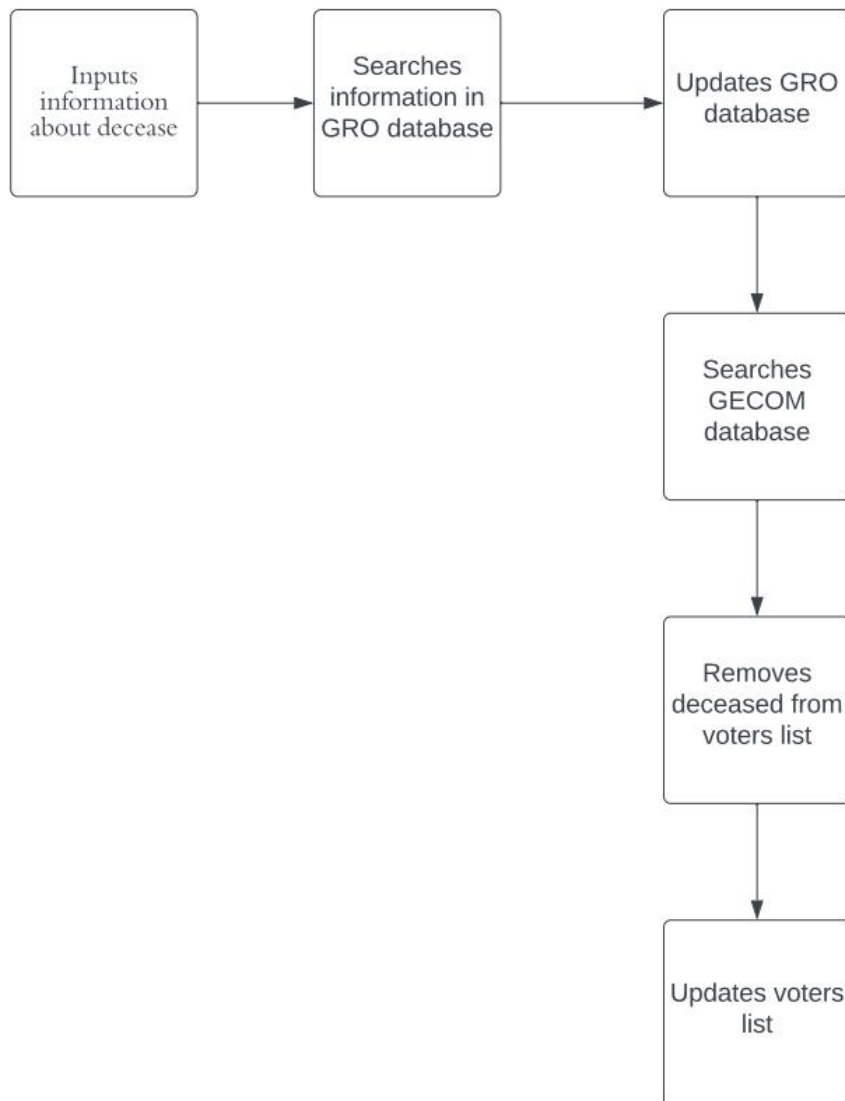 Inputs
information
about decease
Searches
information in
GRO database
Updates GRO
database
Searches
GECOM
database
Removes
deceased from
voters list
Updates voters
list